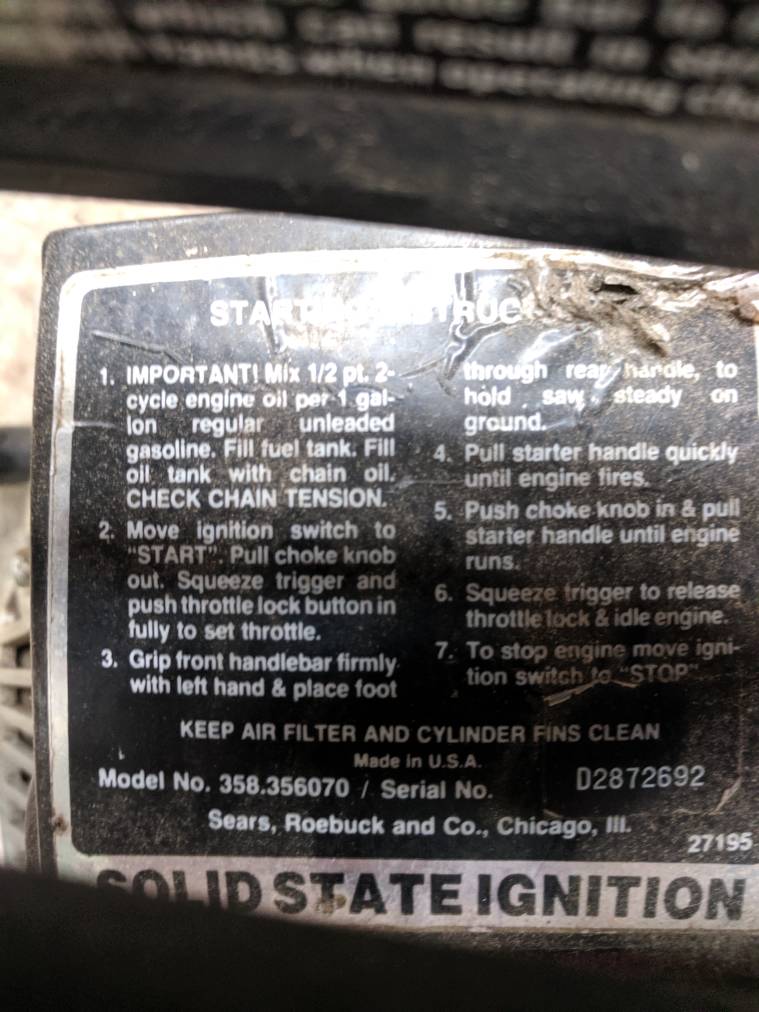 which can result in
hands when operating
1. IMPORTANT! Mix 1/2 pt. 2-
cycle engine oil per 1 gal-
lon regular unleaded
gasoline. Fill fuel tank. Fill
oil tank with chain oil.
CHECK CHAIN TENSION.
2. Move ignition switch to
"START". Pull choke knob
out. Squeeze trigger and
push throttle lock button in
fully to set throttle.
3. Grip front handlebar firmly
with left hand & place foot
through rear handle, to
hold saw steady on
ground.
4. Pull starter handle quickly
until engine fires.
5. Push choke knob in & pull
starter handle until engine
runs.
6. Squeeze trigger to release
throttle lock & idle engine.
7. To stop engine move igni-
tion switch to "STOP"
KEEP AIR FILTER AND CYLINDER FINS CLEAN
Made in U.S.A.
Model No. 358.356070 / Serial No. D2872692
Sears, Roebuck and Co., Chicago, Ill.
27195
SOLID STATE IGNITION